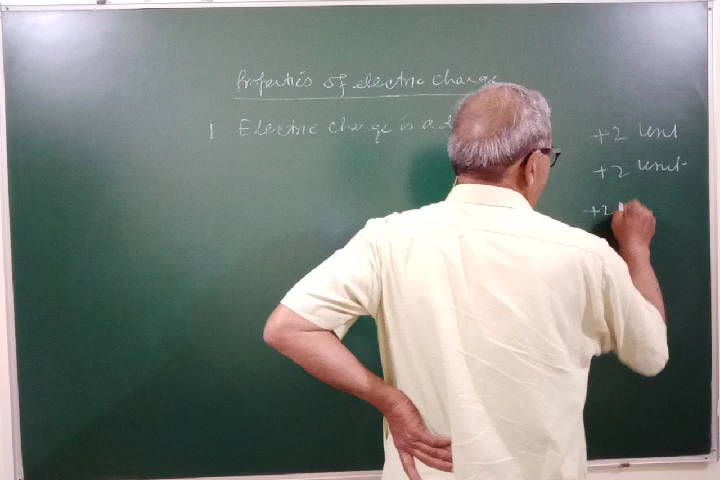 Properties of electric charge
1 Electric charge is ad
+2 unit
+2 unit
+2